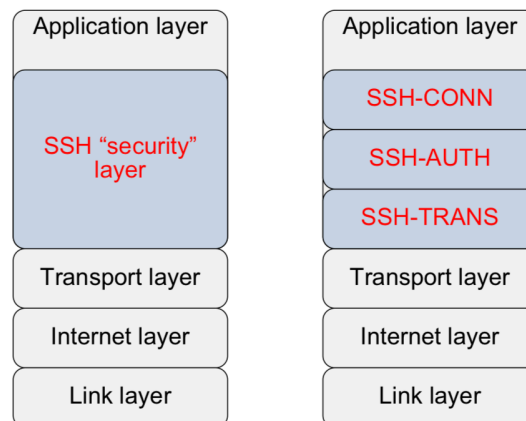 Application layer
SSH “security”
layer
Transport layer
Internet layer
Link layer
Application layer
SSH-CONN
SSH-AUTH
SSH-TRANS
Transport layer
Internet layer
Link layer